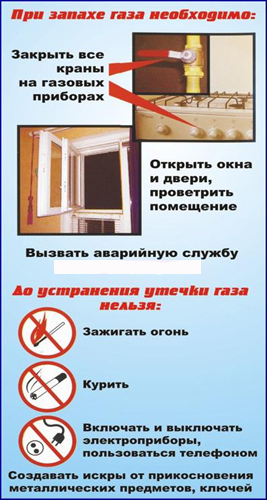 При запахе газа необходимо:
Закрыть все
краны
на газовых
приборах
Открыть окна
и двери,
проветрить
помещение
Вызвать аварийную службу
До устранения утечки газа
нельзя:
Зажигать огонь
Курить
Включать и выключать
электроприборы,
пользоваться телефоном
Создавать искры от прикосновения
металлических предметов, ключей